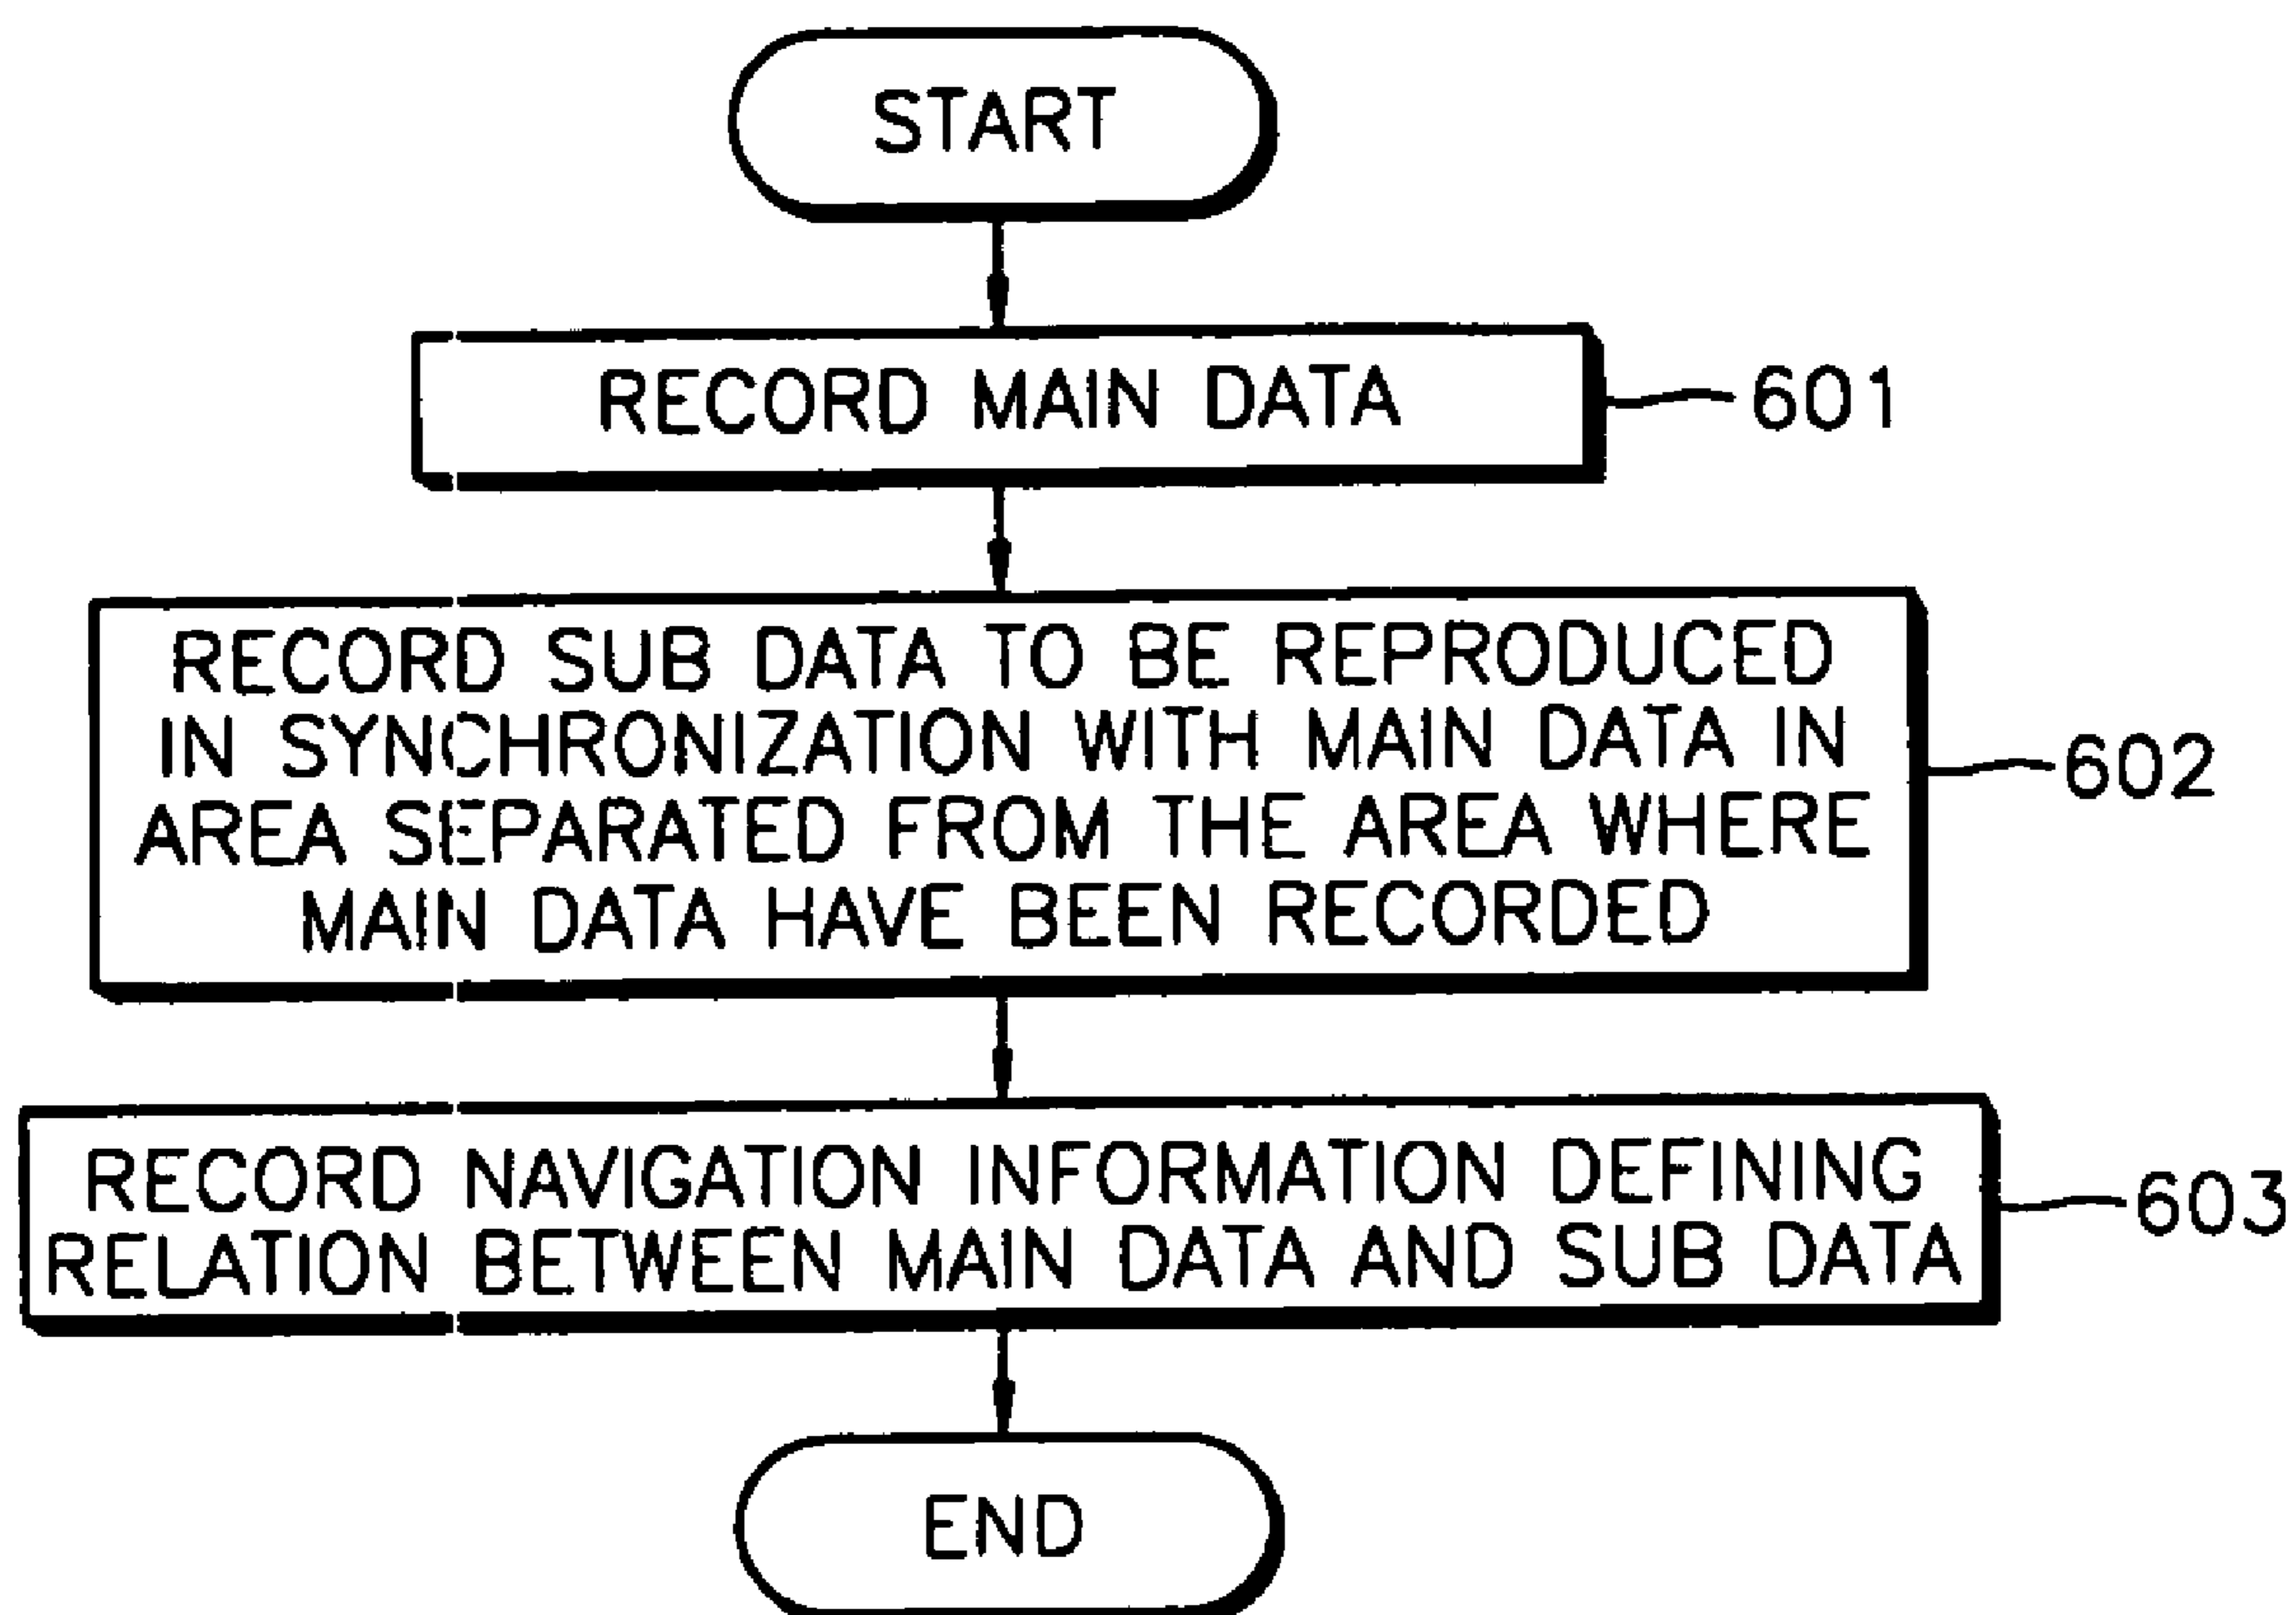 START
RECORD MAIN DATA
601
RECORD SUB DATA TO BE REPRODUCED
IN SYNCHRONIZATION WITH MAIN DATA IN
AREA SEPARATED FROM THE AREA WHERE
MAIN DATA HAVE BEEN RECORDED
602
RECORD NAVIGATION INFORMATION DEFINING
RELATION BETWEEN MAIN DATA AND SUB DATA
603
END